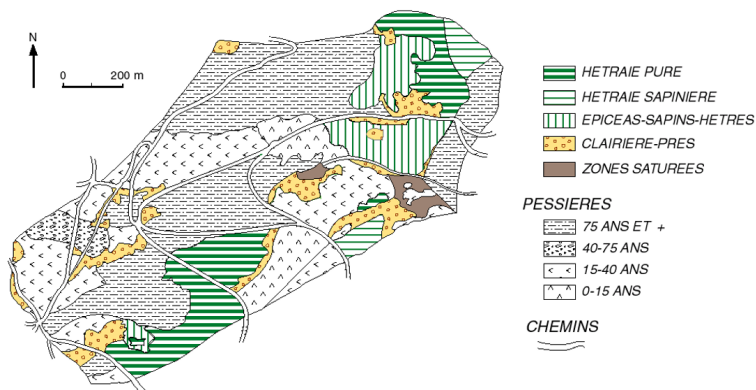 N
0 200 m
HETRAIE PURE
HETRAIE SAPINIERE
EPICEAS-SAPINS-HETRES
CLAIRIERE-PRES
ZONES SATUREES
PESSIERES
75 ANS ET +
40-75 ANS
15-40 ANS
0-15 ANS
CHEMINS